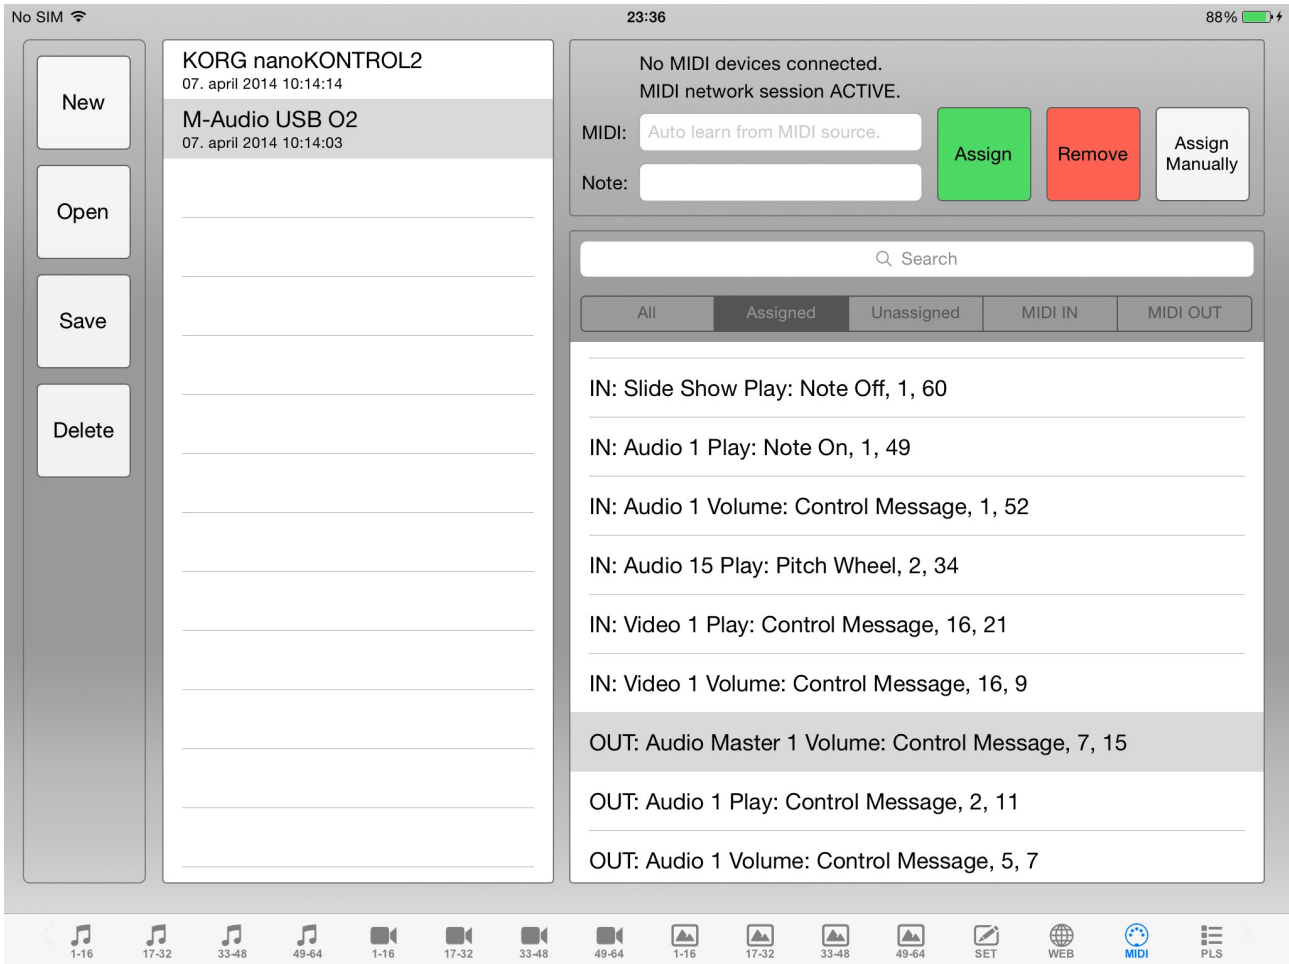 No SIM
23:36
88%
New
Open
Save
Delete
KORG nanoKONTROL2
07. april 2014 10:14:14
M-Audio USB O2
07. april 2014 10:14:03
No MIDI devices connected.
MIDI network session ACTIVE.
MIDI:
Auto learn from MIDI source.
Note:
Assign
Remove
Assign
Manually
Search
All
Assigned
Unassigned
MIDI IN
MIDI OUT
IN: Slide Show Play: Note Off, 1, 60
IN: Audio 1 Play: Note On, 1, 49
IN: Audio 1 Volume: Control Message, 1, 52
IN: Audio 15 Play: Pitch Wheel, 2, 34
IN: Video 1 Play: Control Message, 16, 21
IN: Video 1 Volume: Control Message, 16, 9
OUT: Audio Master 1 Volume: Control Message, 7, 15
OUT: Audio 1 Play: Control Message, 2, 11
OUT: Audio 1 Volume: Control Message, 5, 7
1-16
17-32
33-48
49-64
1-16
17-32
33-48
49-64
1-16
17-32
33-48
49-64
SET
WEB
MIDI
PLS